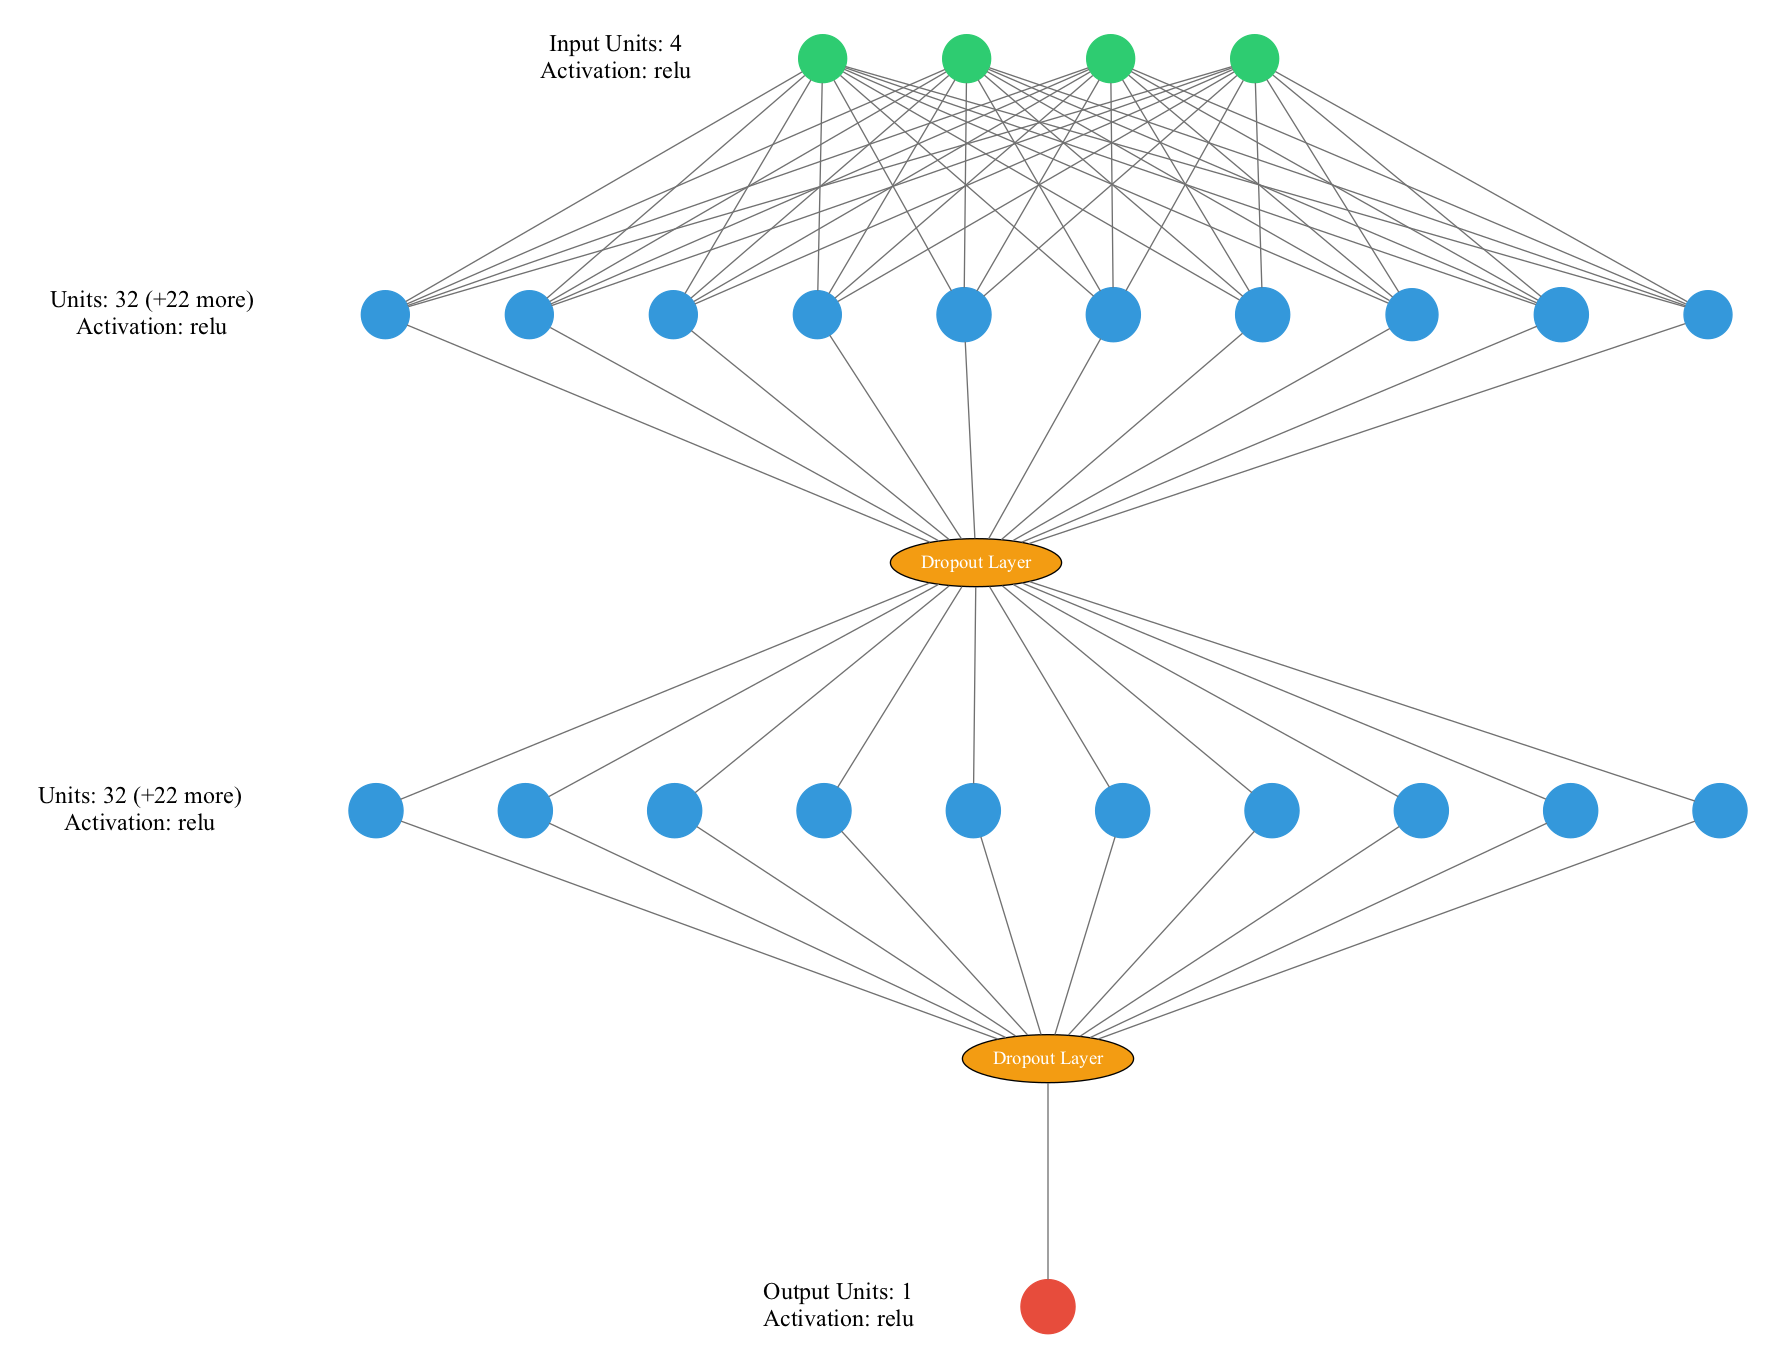 Input Units: 4
Activation: relu
Units: 32 (+22 more)
Activation: relu
Dropout Layer
Units: 32 (+22 more)
Activation: relu
Dropout Layer
Output Units: 1
Activation: relu